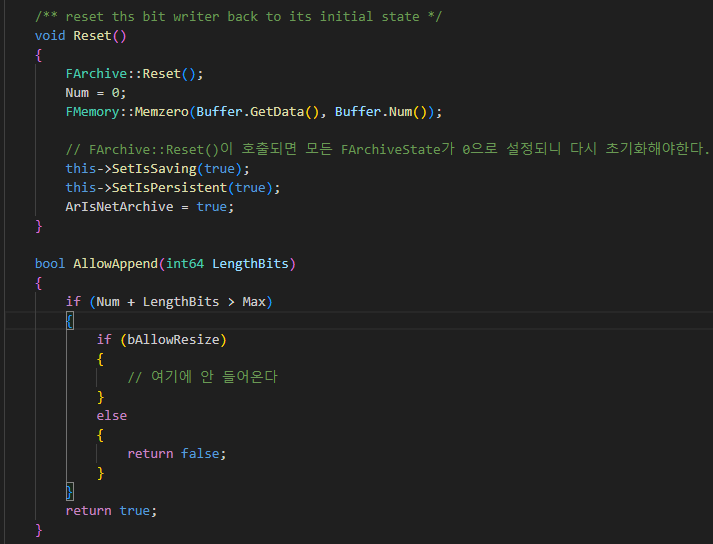 /** reset ths bit writer back to its initial state */
void Reset()
{
    FArchive::Reset();
    Num = 0;
    FMemory::Memzero(Buffer.GetData(), Buffer.Num());

    // FArchive::Reset()이 호출되면 모든 FArchiveState가 0으로 설정되니 다시 초기화해야한다.
    this->SetIsSaving(true);
    this->SetIsPersistent(true);
    ArIsNetArchive = true;
}

bool AllowAppend(int64 LengthBits)
{
    if (Num + LengthBits > Max)
    {
        if (bAllowResize)
        {
            // 여기에 안 들어온다
        }
        else
        {
            return false;
        }
    }
    return true;
}